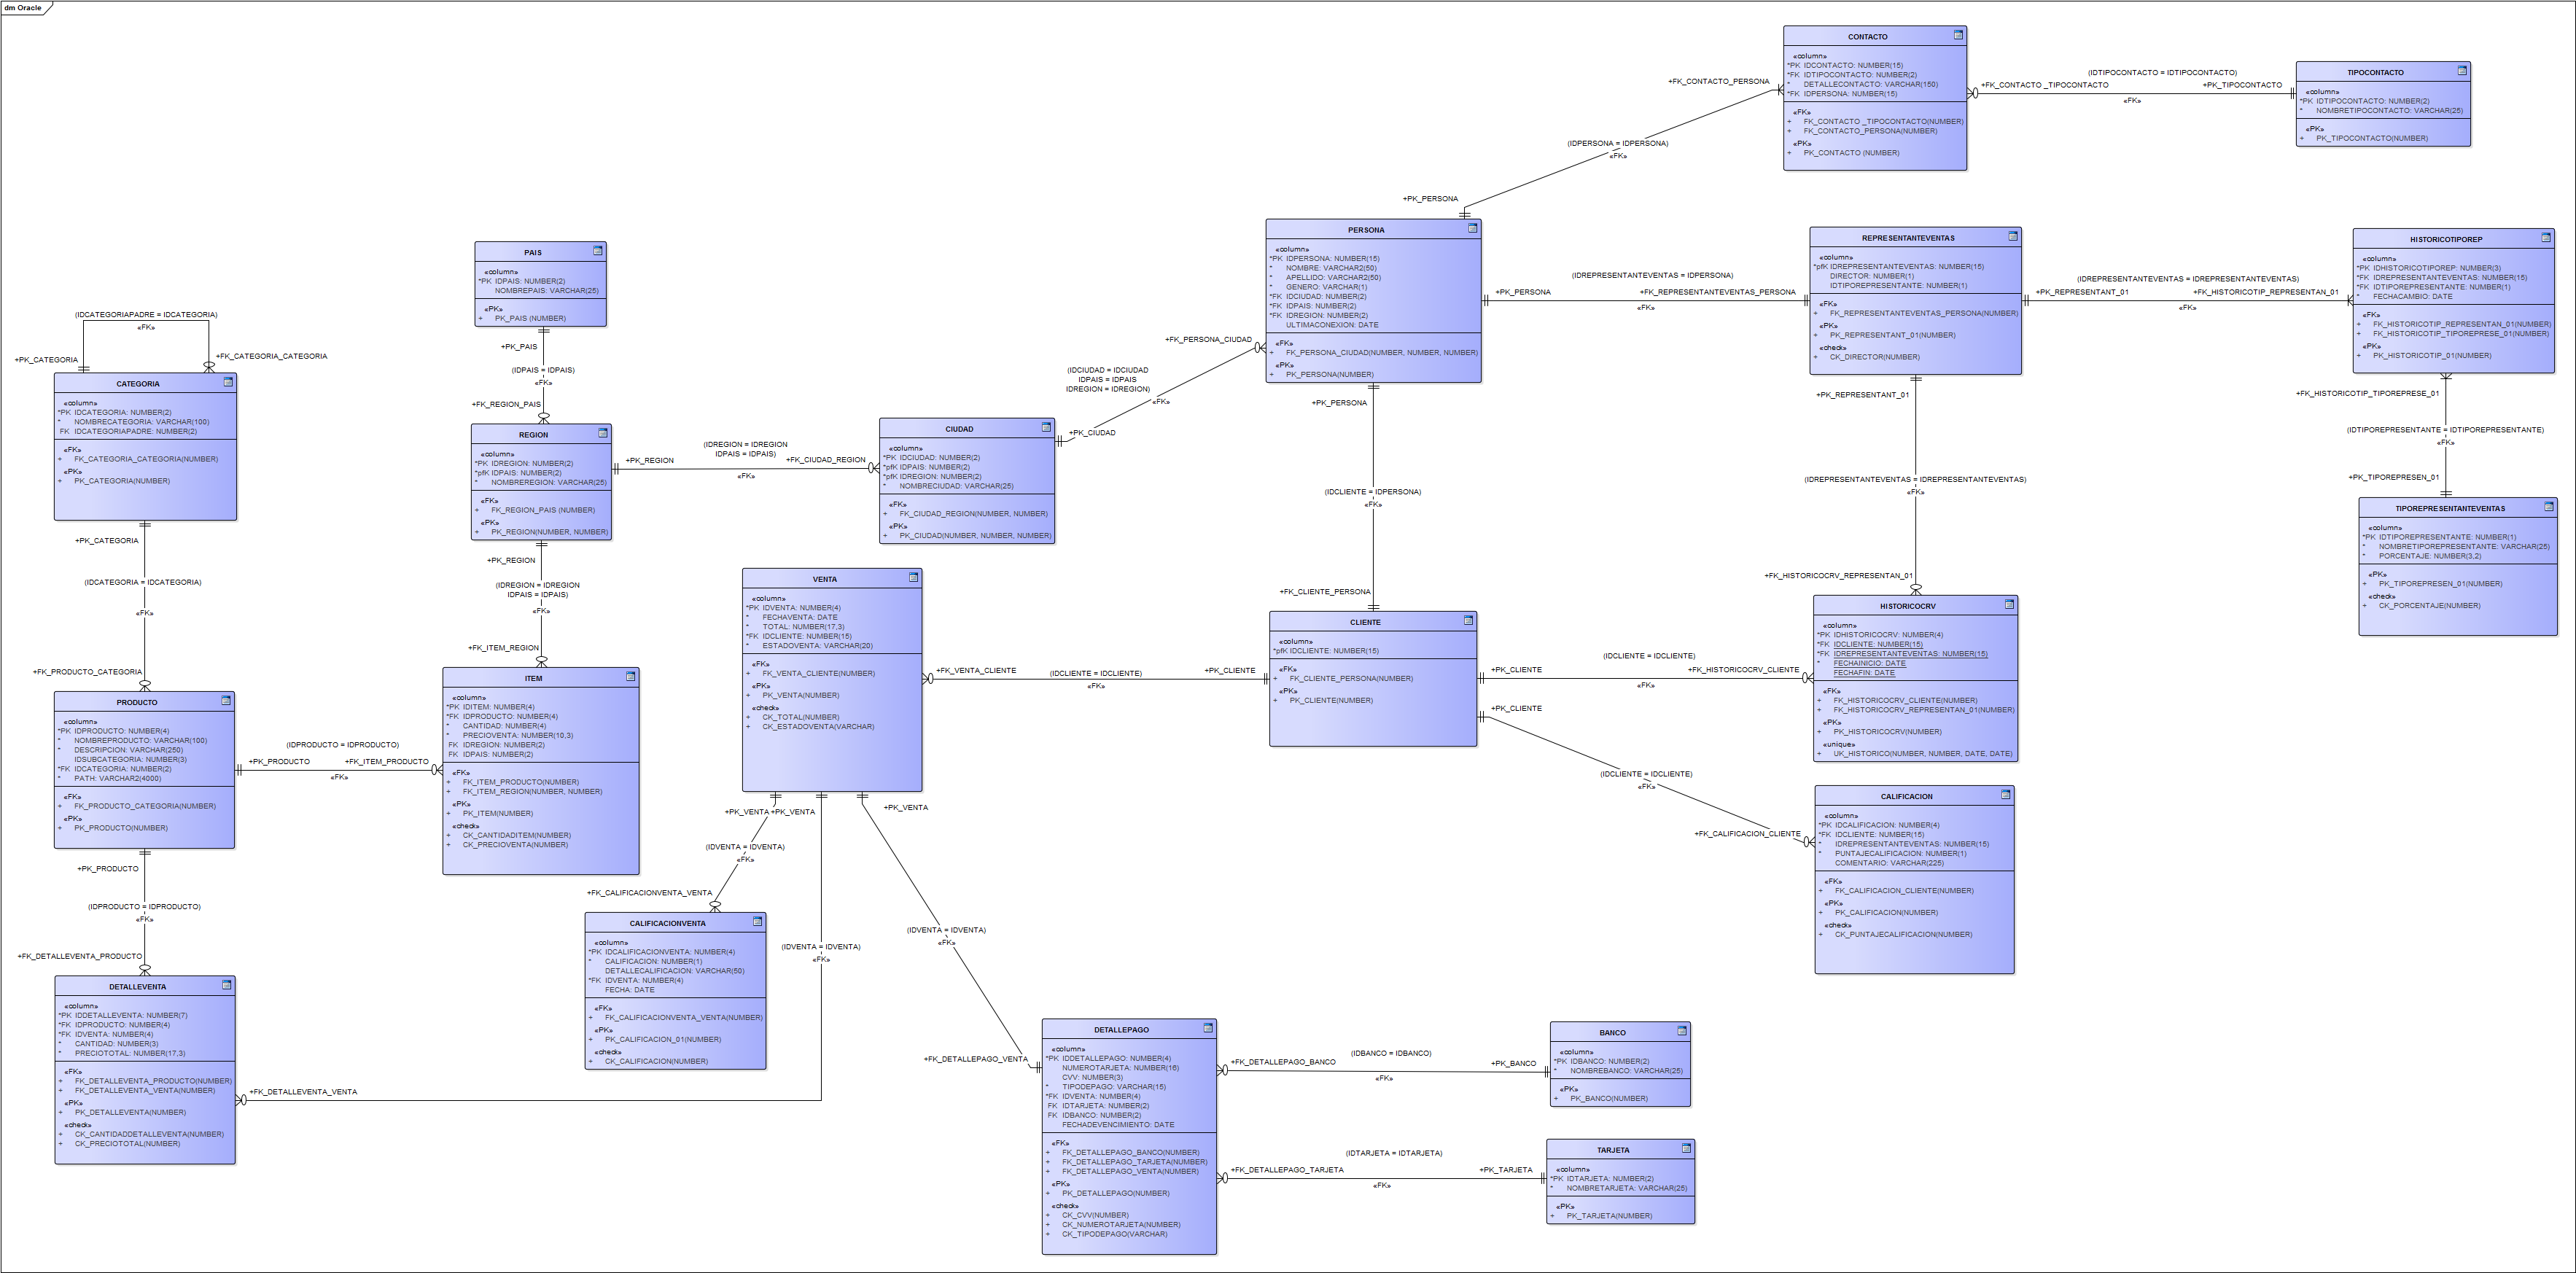 dm Oracle
CONTACTO
«column»
*PK IDCONTACTO: NUMBER(15)
*FK IDTIPOCONTACTO: NUMBER(2)
* DETALLECONTACTO: VARCHAR(150)
*FK IDPERSONA: NUMBER(15)
«FK»
+ FK_CONTACTO _TIPOCONTACTO(NUMBER)
+ FK_CONTACTO_PERSONA(NUMBER)
«PK»
+ PK_CONTACTO (NUMBER)
+FK_CONTACTO _TIPOCONTACTO
(IDTIPOCONTACTO = IDTIPOCONTACTO)
«FK»
+PK_TIPOCONTACTO
TIPOCONTACTO
«column»
*PK IDTIPOCONTACTO: NUMBER(2)
* NOMBRETIPOCONTACTO: VARCHAR(25)
«PK»
+ PK_TIPOCONTACTO(NUMBER)
+FK_CONTACTO_PERSONA
(IDPERSONA = IDPERSONA)
«FK»
+PK_PERSONA
PERSONA
«column»
*PK IDPERSONA: NUMBER(15)
* NOMBRE: VARCHAR2(50)
* APELLIDO: VARCHAR2(50)
* GENERO: VARCHAR(1)
*FK IDCIUDAD: NUMBER(2)
*FK IDPAIS: NUMBER(2)
*FK IDREGION: NUMBER(2)
ULTIMACONEXION: DATE
«FK»
+ FK_PERSONA_CIUDAD(NUMBER, NUMBER, NUMBER)
«PK»
+ PK_PERSONA(NUMBER)
+PK_PERSONA
(IDREPRESENTANTEVENTAS = IDPERSONA)
«FK»
+FK_REPRESENTANTEVENTAS_PERSONA
REPRESENTANTEVENTAS
«column»
*pfK IDREPRESENTANTEVENTAS: NUMBER(15)
DIRECTOR: NUMBER(1)
IDTIPOREPRESENTANTE: NUMBER(1)
«FK»
+ FK_REPRESENTANTEVENTAS_PERSONA(NUMBER)
«PK»
+ PK_REPRESENTANT_01(NUMBER)
«check»
+ CK_DIRECTOR(NUMBER)
+PK_REPRESENTANT_01
(IDREPRESENTANTEVENTAS = IDREPRESENTANTEVENTAS)
«FK»
+FK_HISTORICOTIP_REPRESENTAN_01
HISTORICOTIPOREP
«column»
*PK IDHISTORICOTIPOREP: NUMBER(3)
*FK IDREPRESENTANTEVENTAS: NUMBER(15)
*FK IDTIPOREPRESENTANTE: NUMBER(1)
* FECHACAMBIO: DATE
«FK»
+ FK_HISTORICOTIP_REPRESENTAN_01(NUMBER)
+ FK_HISTORICOTIP_TIPOREPRESE_01(NUMBER)
«PK»
+ PK_HISTORICOTIP_01(NUMBER)
+FK_HISTORICOTIP_TIPOREPRESE_01
(IDTIPOREPRESENTANTE = IDTIPOREPRESENTANTE)
«FK»
+PK_TIPOREPRESEN_01
TIPOREPRESENTANTEVENTAS
«column»
*PK IDTIPOREPRESENTANTE: NUMBER(1)
* NOMBRETIPOREPRESENTANTE: VARCHAR(25)
* PORCENTAJE: NUMBER(3,2)
«PK»
+ PK_TIPOREPRESEN_01(NUMBER)
«check»
+ CK_PORCENTAJE(NUMBER)
PAIS
«column»
*PK IDPAIS: NUMBER(2)
NOMBREPAIS: VARCHAR(25)
«PK»
+ PK_PAIS (NUMBER)
+PK_PAIS
(IDPAIS = IDPAIS)
«FK»
+FK_REGION_PAIS
REGION
«column»
*PK IDREGION: NUMBER(2)
*pfK IDPAIS: NUMBER(2)
* NOMBREREGION: VARCHAR(25)
«FK»
+ FK_REGION_PAIS (NUMBER)
«PK»
+ PK_REGION(NUMBER, NUMBER)
+PK_REGION
(IDREGION = IDREGION
IDPAIS = IDPAIS)
«FK»
+FK_CIUDAD_REGION
CIUDAD
«column»
*PK IDCIUDAD: NUMBER(2)
*pfK IDPAIS: NUMBER(2)
*pfK IDREGION: NUMBER(2)
* NOMBRECIUDAD: VARCHAR(25)
«FK»
+ FK_CIUDAD_REGION(NUMBER, NUMBER)
«PK»
+ PK_CIUDAD(NUMBER, NUMBER, NUMBER)
+PK_CIUDAD
(IDCIUDAD = IDCIUDAD
IDPAIS = IDPAIS
IDREGION = IDREGION)
«FK»
+FK_PERSONA_CIUDAD
(IDCATEGORIAPADRE = IDCATEGORIA)
«FK»
+PK_CATEGORIA
+FK_CATEGORIA_CATEGORIA
CATEGORIA
«column»
*PK IDCATEGORIA: NUMBER(2)
* NOMBRECATEGORIA: VARCHAR(100)
FK IDCATEGORIAPADRE: NUMBER(2)
«FK»
+ FK_CATEGORIA_CATEGORIA(NUMBER)
«PK»
+ PK_CATEGORIA(NUMBER)
+PK_CATEGORIA
(IDCATEGORIA = IDCATEGORIA)
«FK»
+FK_PRODUCTO_CATEGORIA
PRODUCTO
«column»
*PK IDPRODUCTO: NUMBER(4)
* NOMBREPRODUCTO: VARCHAR(100)
* DESCRIPCION: VARCHAR(250)
IDSUBCATEGORIA: NUMBER(3)
*FK IDCATEGORIA: NUMBER(2)
* PATH: VARCHAR2(4000)
«FK»
+ FK_PRODUCTO_CATEGORIA(NUMBER)
«PK»
+ PK_PRODUCTO(NUMBER)
+PK_PRODUCTO
(IDPRODUCTO = IDPRODUCTO)
«FK»
+FK_ITEM_PRODUCTO
+PK_REGION
(IDREGION = IDREGION
IDPAIS = IDPAIS)
«FK»
+FK_ITEM_REGION
ITEM
«column»
*PK IDITEM: NUMBER(4)
*FK IDPRODUCTO: NUMBER(4)
* CANTIDAD: NUMBER(4)
* PRECIOVENTA: NUMBER(10,3)
FK IDREGION: NUMBER(2)
FK IDPAIS: NUMBER(2)
«FK»
+ FK_ITEM_PRODUCTO(NUMBER)
+ FK_ITEM_REGION(NUMBER, NUMBER)
«PK»
+ PK_ITEM(NUMBER)
«check»
+ CK_CANTIDADITEM(NUMBER)
+ CK_PRECIOVENTA(NUMBER)
VENTA
«column»
*PK IDVENTA: NUMBER(4)
* FECHAVENTA: DATE
* TOTAL: NUMBER(17,3)
*FK IDCLIENTE: NUMBER(15)
* ESTADOVENTA: VARCHAR(20)
«FK»
+ FK_VENTA_CLIENTE(NUMBER)
«PK»
+ PK_VENTA(NUMBER)
«check»
+ CK_TOTAL(NUMBER)
+ CK_ESTADOVENTA(VARCHAR)
+FK_VENTA_CLIENTE
(IDCLIENTE = IDCLIENTE)
«FK»
+PK_CLIENTE
+PK_PERSONA
(IDCLIENTE = IDPERSONA)
«FK»
+FK_CLIENTE_PERSONA
CLIENTE
«column»
*pfK IDCLIENTE: NUMBER(15)
«FK»
+ FK_CLIENTE_PERSONA(NUMBER)
«PK»
+ PK_CLIENTE(NUMBER)
+PK_CLIENTE
(IDCLIENTE = IDCLIENTE)
«FK»
+FK_HISTORICOCRV_CLIENTE
+PK_REPRESENTANT_01
(IDREPRESENTANTEVENTAS = IDREPRESENTANTEVENTAS)
«FK»
+FK_HISTORICOCRV_REPRESENTAN_01
HISTORICOCRV
«column»
*PK IDHISTORICOCRV: NUMBER(4)
*FK IDCLIENTE: NUMBER(15)
*FK IDREPRESENTANTEVENTAS: NUMBER(15)
* FECHAINICIO: DATE
FECHAFIN: DATE
«FK»
+ FK_HISTORICOCRV_CLIENTE(NUMBER)
+ FK_HISTORICOCRV_REPRESENTAN_01(NUMBER)
«PK»
+ PK_HISTORICOCRV(NUMBER)
«unique»
+ UK_HISTORICO(NUMBER, NUMBER, DATE, DATE)
+PK_CLIENTE
(IDCLIENTE = IDCLIENTE)
«FK»
+FK_CALIFICACION_CLIENTE
CALIFICACION
«column»
*PK IDCALIFICACION: NUMBER(4)
*FK IDCLIENTE: NUMBER(15)
* IDREPRESENTANTEVENTAS: NUMBER(15)
* PUNTAJECALIFICACION: NUMBER(1)
COMENTARIO: VARCHAR(225)
«FK»
+ FK_CALIFICACION_CLIENTE(NUMBER)
«PK»
+ PK_CALIFICACION(NUMBER)
«check»
+ CK_PUNTAJECALIFICACION(NUMBER)
+PK_PRODUCTO
(IDPRODUCTO = IDPRODUCTO)
«FK»
+FK_DETALLEVENTA_PRODUCTO
DETALLEVENTA
«column»
*PK IDDETALLEVENTA: NUMBER(7)
*FK IDPRODUCTO: NUMBER(4)
*FK IDVENTA: NUMBER(4)
* CANTIDAD: NUMBER(3)
* PRECIOTOTAL: NUMBER(17,3)
«FK»
+ FK_DETALLEVENTA_PRODUCTO(NUMBER)
+ FK_DETALLEVENTA_VENTA(NUMBER)
«PK»
+ PK_DETALLEVENTA(NUMBER)
«check»
+ CK_CANTIDADDETALLEVENTA(NUMBER)
+ CK_PRECIOTOTAL(NUMBER)
+FK_DETALLEVENTA_VENTA
+PK_VENTA +PK_VENTA
(IDVENTA = IDVENTA)
«FK»
+FK_CALIFICACIONVENTA_VENTA
CALIFICACIONVENTA
«column»
*PK IDCALIFICACIONVENTA: NUMBER(4)
* CALIFICACION: NUMBER(1)
DETALLECALIFICACION: VARCHAR(50)
*FK IDVENTA: NUMBER(4)
FECHA: DATE
«FK»
+ FK_CALIFICACIONVENTA_VENTA(NUMBER)
«PK»
+ PK_CALIFICACION_01(NUMBER)
«check»
+ CK_CALIFICACION(NUMBER)
(IDVENTA = IDVENTA)
«FK»
+PK_VENTA
(IDVENTA = IDVENTA)
«FK»
+FK_DETALLEPAGO_VENTA
DETALLEPAGO
«column»
*PK IDDETALLEPAGO: NUMBER(4)
NUMEROTARJETA: NUMBER(16)
CVV: NUMBER(3)
* TIPODEPAGO: VARCHAR(15)
*FK IDVENTA: NUMBER(4)
FK IDTARJETA: NUMBER(2)
FK IDBANCO: NUMBER(2)
FECHADEVENCIMIENTO: DATE
«FK»
+ FK_DETALLEPAGO_BANCO(NUMBER)
+ FK_DETALLEPAGO_TARJETA(NUMBER)
+ FK_DETALLEPAGO_VENTA(NUMBER)
«PK»
+ PK_DETALLEPAGO(NUMBER)
«check»
+ CK_CVV(NUMBER)
+ CK_NUMEROTARJETA(NUMBER)
+ CK_TIPODEPAGO(VARCHAR)
+FK_DETALLEPAGO_BANCO
(IDBANCO = IDBANCO)
«FK»
+PK_BANCO
BANCO
«column»
*PK IDBANCO: NUMBER(2)
* NOMBREBANCO: VARCHAR(25)
«PK»
+ PK_BANCO(NUMBER)
+FK_DETALLEPAGO_TARJETA
(IDTARJETA = IDTARJETA)
«FK»
+PK_TARJETA
TARJETA
«column»
*PK IDTARJETA: NUMBER(2)
* NOMBRETARJETA: VARCHAR(25)
«PK»
+ PK_TARJETA(NUMBER)